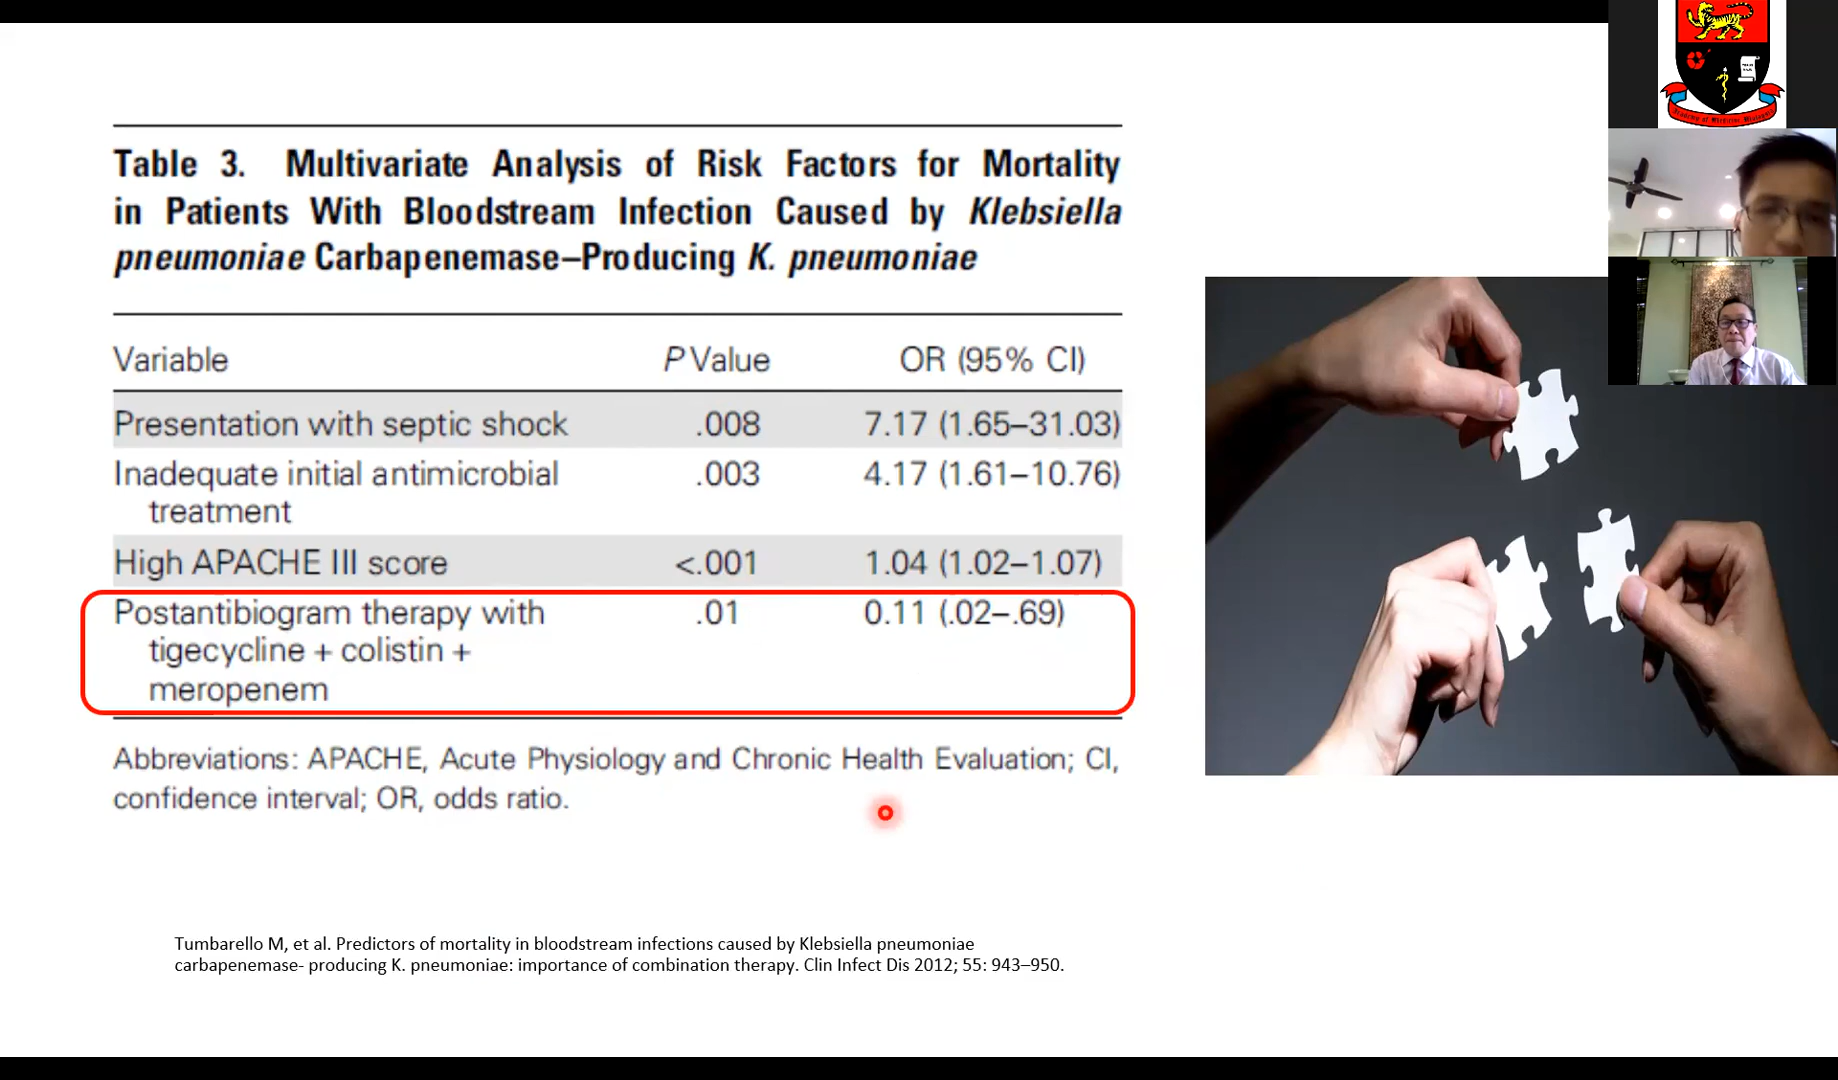 Table 3. Multivariate Analysis of Risk Factors for Mortality
in Patients With Bloodstream Infection Caused by Klebsiella
pneumoniae Carbapenemase–Producing K. pneumoniae
Variable P Value OR (95% CI)
Presentation with septic shock .008 7.17 (1.65–31.03)
Inadequate initial antimicrobial .003 4.17 (1.61–10.76)
treatment
High APACHE III score <.001 1.04 (1.02–1.07)
Postantibiogram therapy with .01 0.11 (.02–.69)
tigecycline + colistin +
meropenem
Abbreviations: APACHE, Acute Physiology and Chronic Health Evaluation; CI,
confidence interval; OR, odds ratio.
Tumbarello M, et al. Predictors of mortality in bloodstream infections caused by Klebsiella pneumoniae
carbapenemase- producing K. pneumoniae: importance of combination therapy. Clin Infect Dis 2012; 55: 943–950.
Academy of Medicine Malaysia